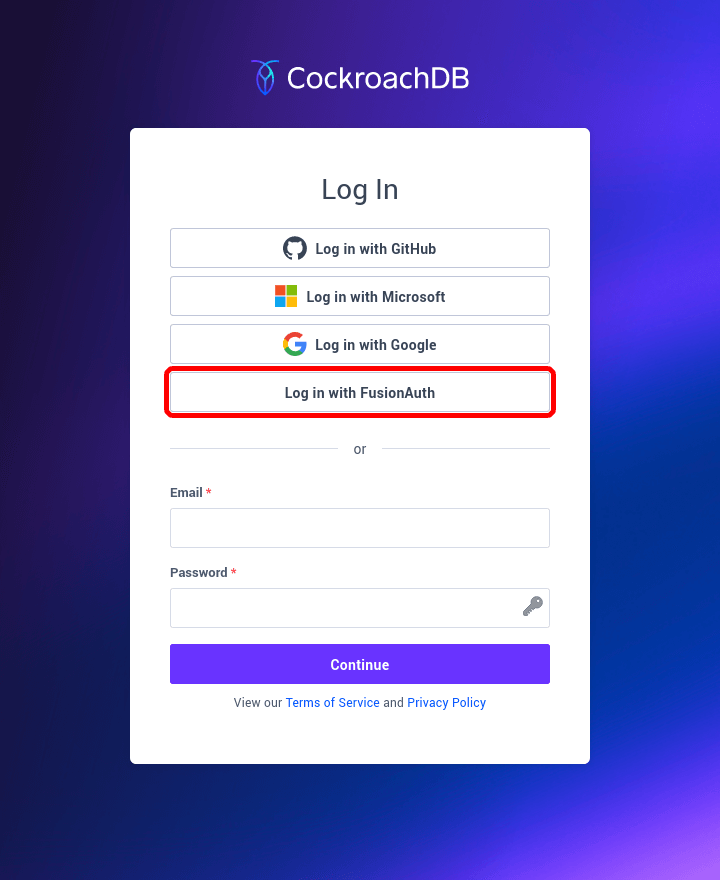 CockroachDB
Log In
Log in with GitHub
Log in with Microsoft
Log in with Google
Log in with FusionAuth
or
Email *
Password *
Continue
View our Terms of Service and Privacy Policy